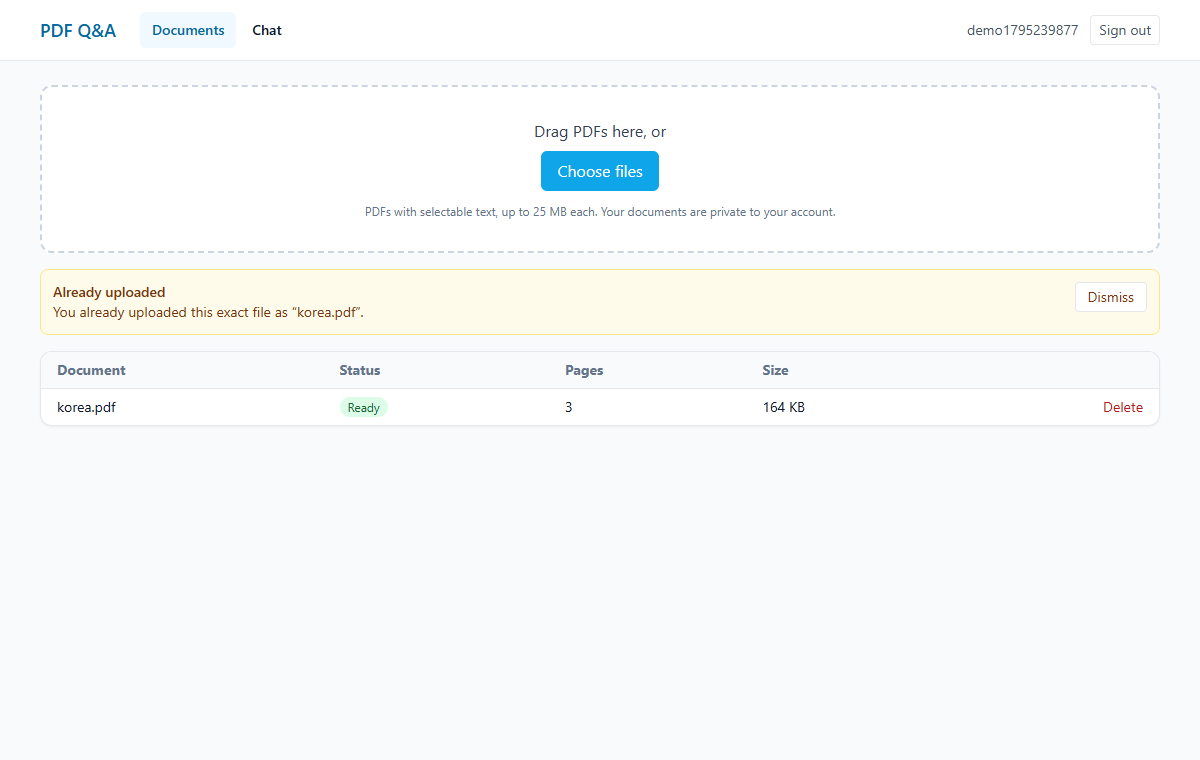 PDF Q&A
Documents
Chat
demo1795239877
Sign out
Drag PDFs here, or
Choose files
PDFs with selectable text, up to 25 MB each. Your documents are private to your account.
Already uploaded
Dismiss
You already uploaded this exact file as “korea.pdf”.
Document Status Pages Size
korea.pdf Ready 3 164 KB Delete